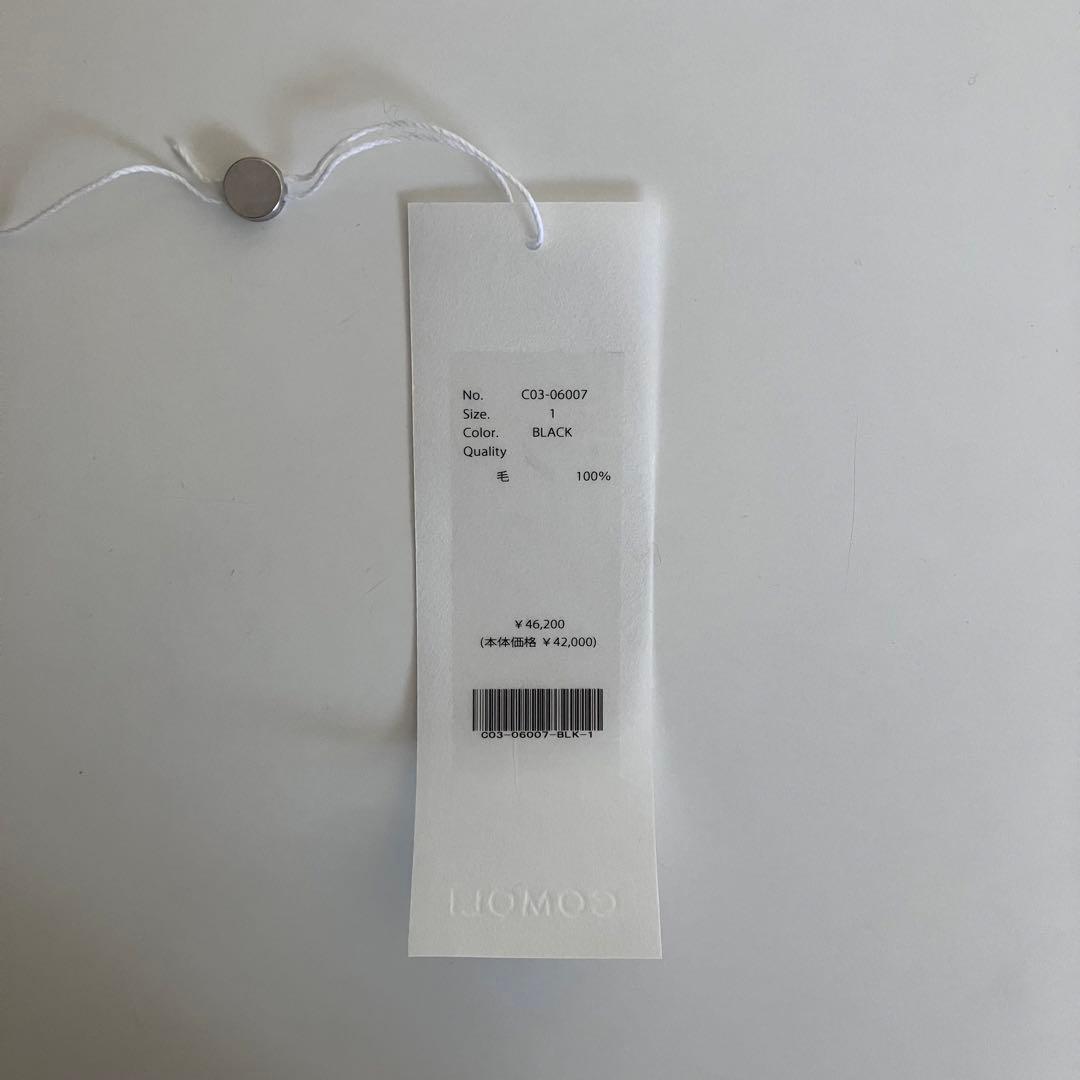 No. C03-06007
Size. 1
Color. BLACK
Quality
毛 100%
¥46,200
(本体価格 ¥42,000)
C03-06007-BLK-1
COMOLI